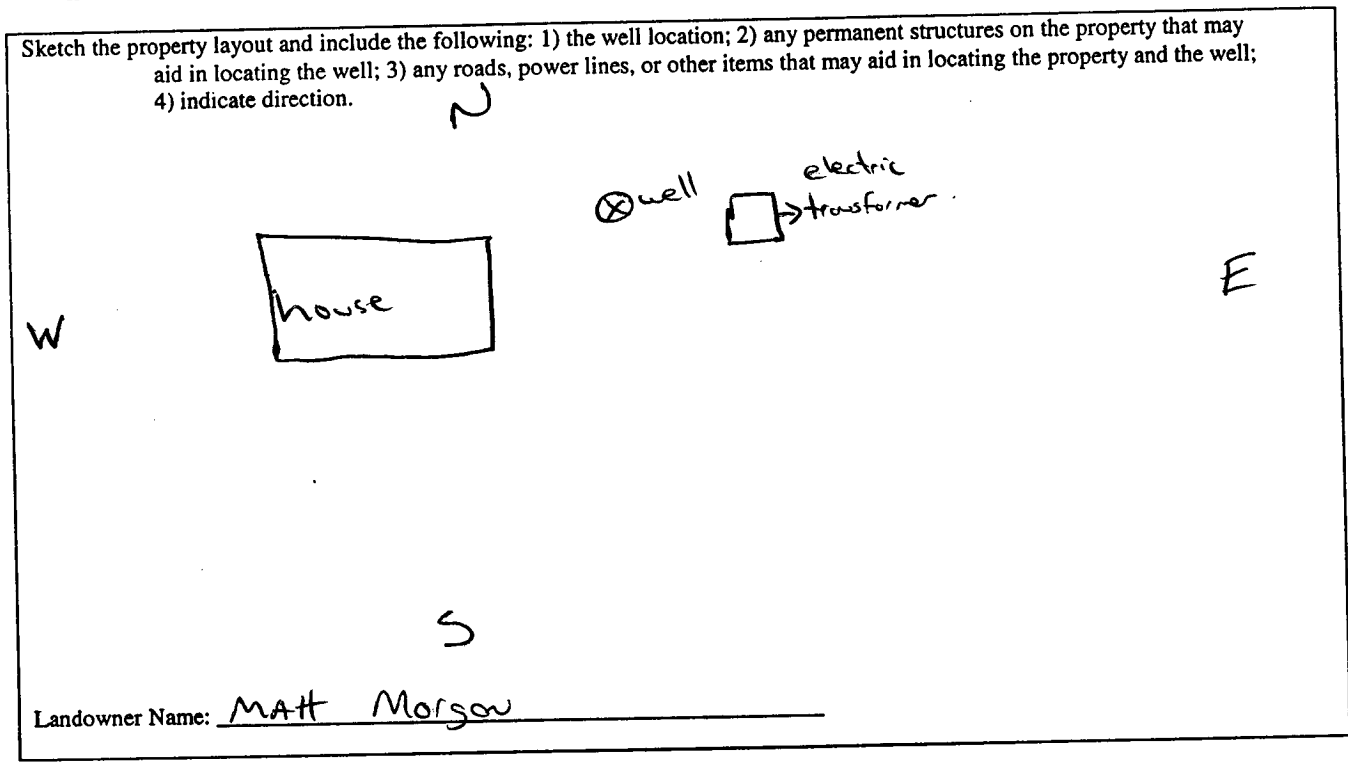 Sketch the property layout and include the following: 1) the well location; 2) any permanent structures on the property that may
aid in locating the well; 3) any roads, power lines, or other items that may aid in locating the property and the well;
4) indicate direction.
N
electric
well
transformer
E
house
W
S
Landowner Name: MAtt Morgan